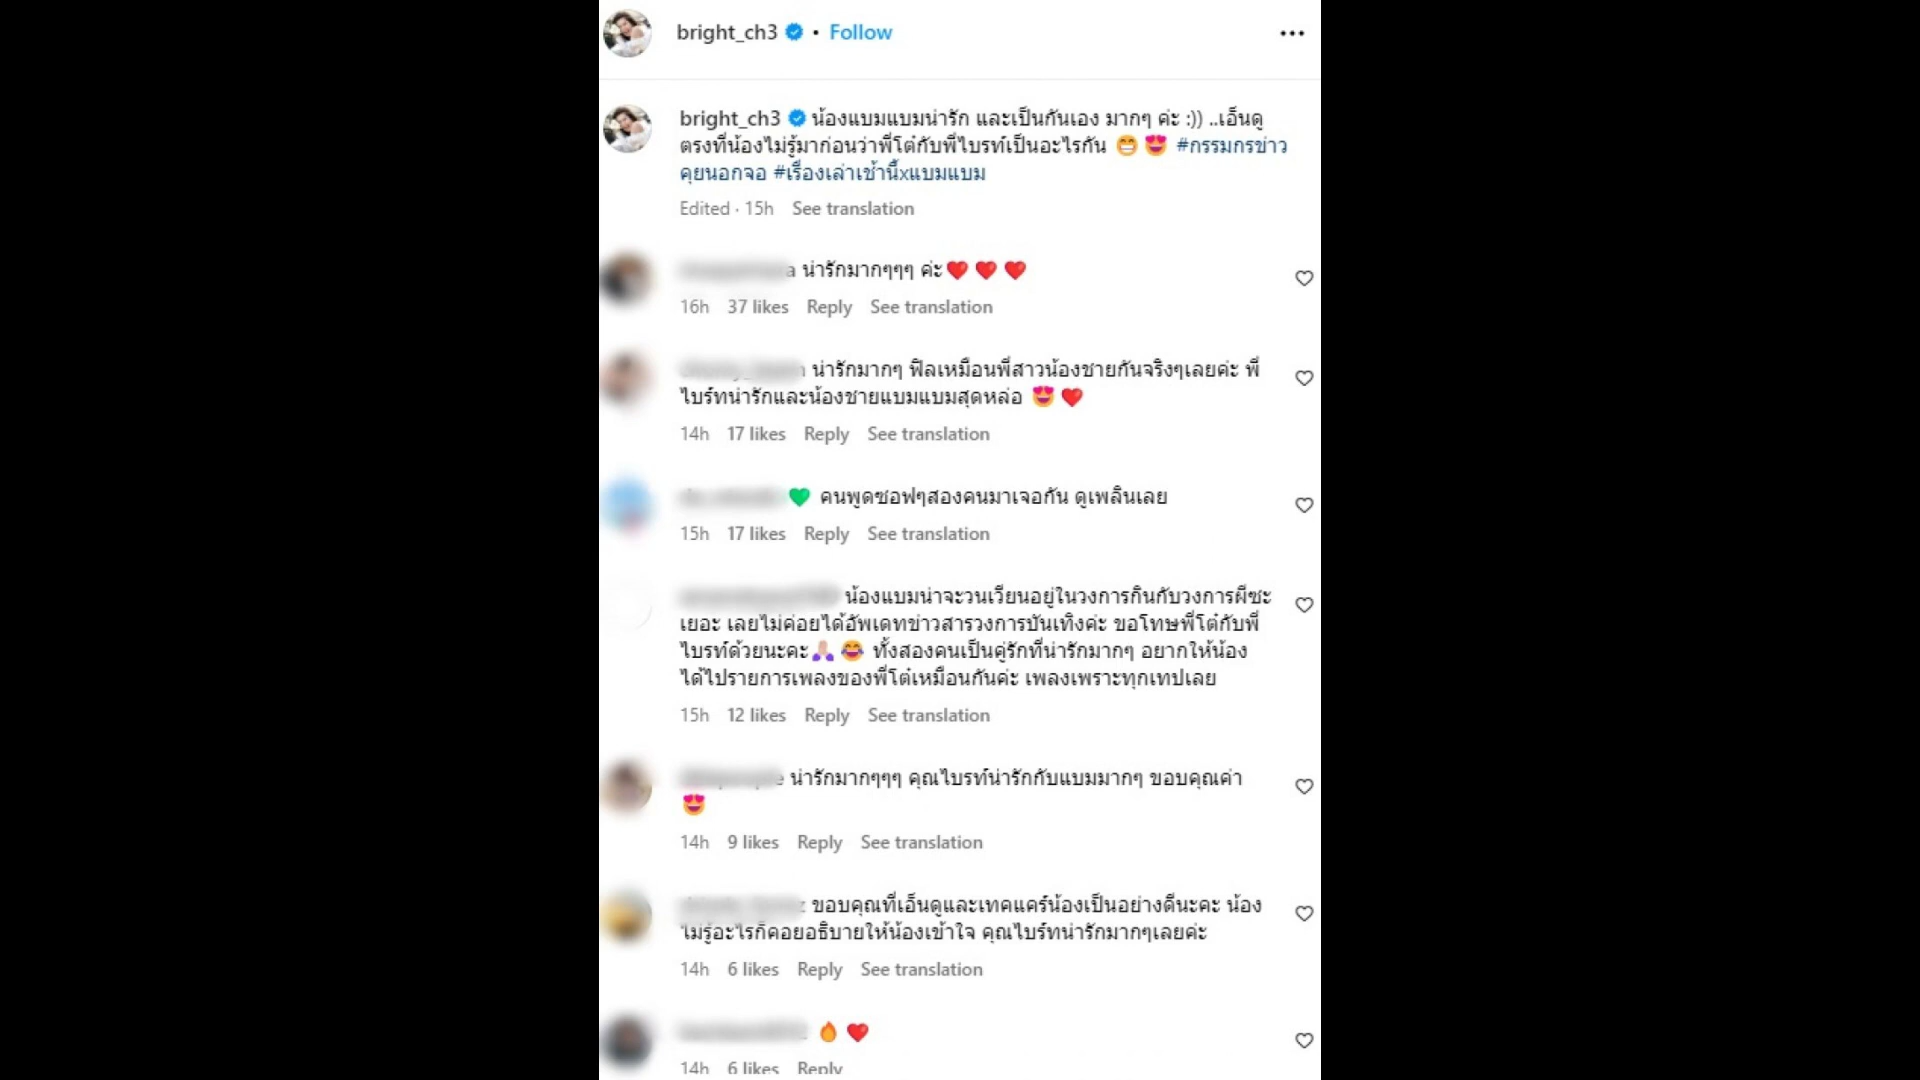 bright_ch3 • Follow
bright_ch3 น้องแบมแบมน่ารัก และเป็นกันเอง มากๆ ค่ะ :)) ..เอ็นดู
ตรงที่น้องไม่รู้มาก่อนว่าพี่โต๋กับพี่ไบรท์เป็นอะไรกัน 😁 😍 #กรรมกรข่าว
คุยนอกจอ #เรื่องเล่าเช้านี้xแบมแบม
Edited · 15h See translation
น่ารักมากๆๆๆ ค่ะ❤️ ❤️ ❤️
16h 37 likes Reply See translation
น่ารักมากๆ ฟิลเหมือนพี่สาวน้องชายกันจริงๆเลยค่ะ พี่
ไบร์ทน่ารักและน้องชายแบมแบมสุดหล่อ 😍 ❤️
14h 17 likes Reply See translation
💚 คนพูดซอฟๆสองคนมาเจอกัน ดูเพลินเลย
15h 17 likes Reply See translation
น้องแบมน่าจะวนเวียนอยู่ในวงการกินกับวงการผีซะ
เยอะ เลยไม่ค่อยได้อัพเดทข่าวสารวงการบันเทิงค่ะ ขอโทษพี่โต๋กับพี่
ไบรท์ด้วยนะคะ🙏🏻 😂 ทั้งสองคนเป็นคู่รักที่น่ารักมากๆ อยากให้น้อง
ได้ไปรายการเพลงของพี่โต๋เหมือนกันค่ะ เพลงเพราะทุกเทปเลย
15h 12 likes Reply See translation
น่ารักมากๆๆๆ คุณไบรท์น่ารักกับแบมมากๆ ขอบคุณค่า
😍
14h 9 likes Reply See translation
ขอบคุณที่เอ็นดูและเทคแคร์น้องเป็นอย่างดีนะคะ น้อง
ไม่รู้อะไรก็คอยอธิบายให้น้องเข้าใจ คุณไบร์ทน่ารักมากๆเลยค่ะ
14h 6 likes Reply See translation
🔥 ❤️
14h 6 likes Reply